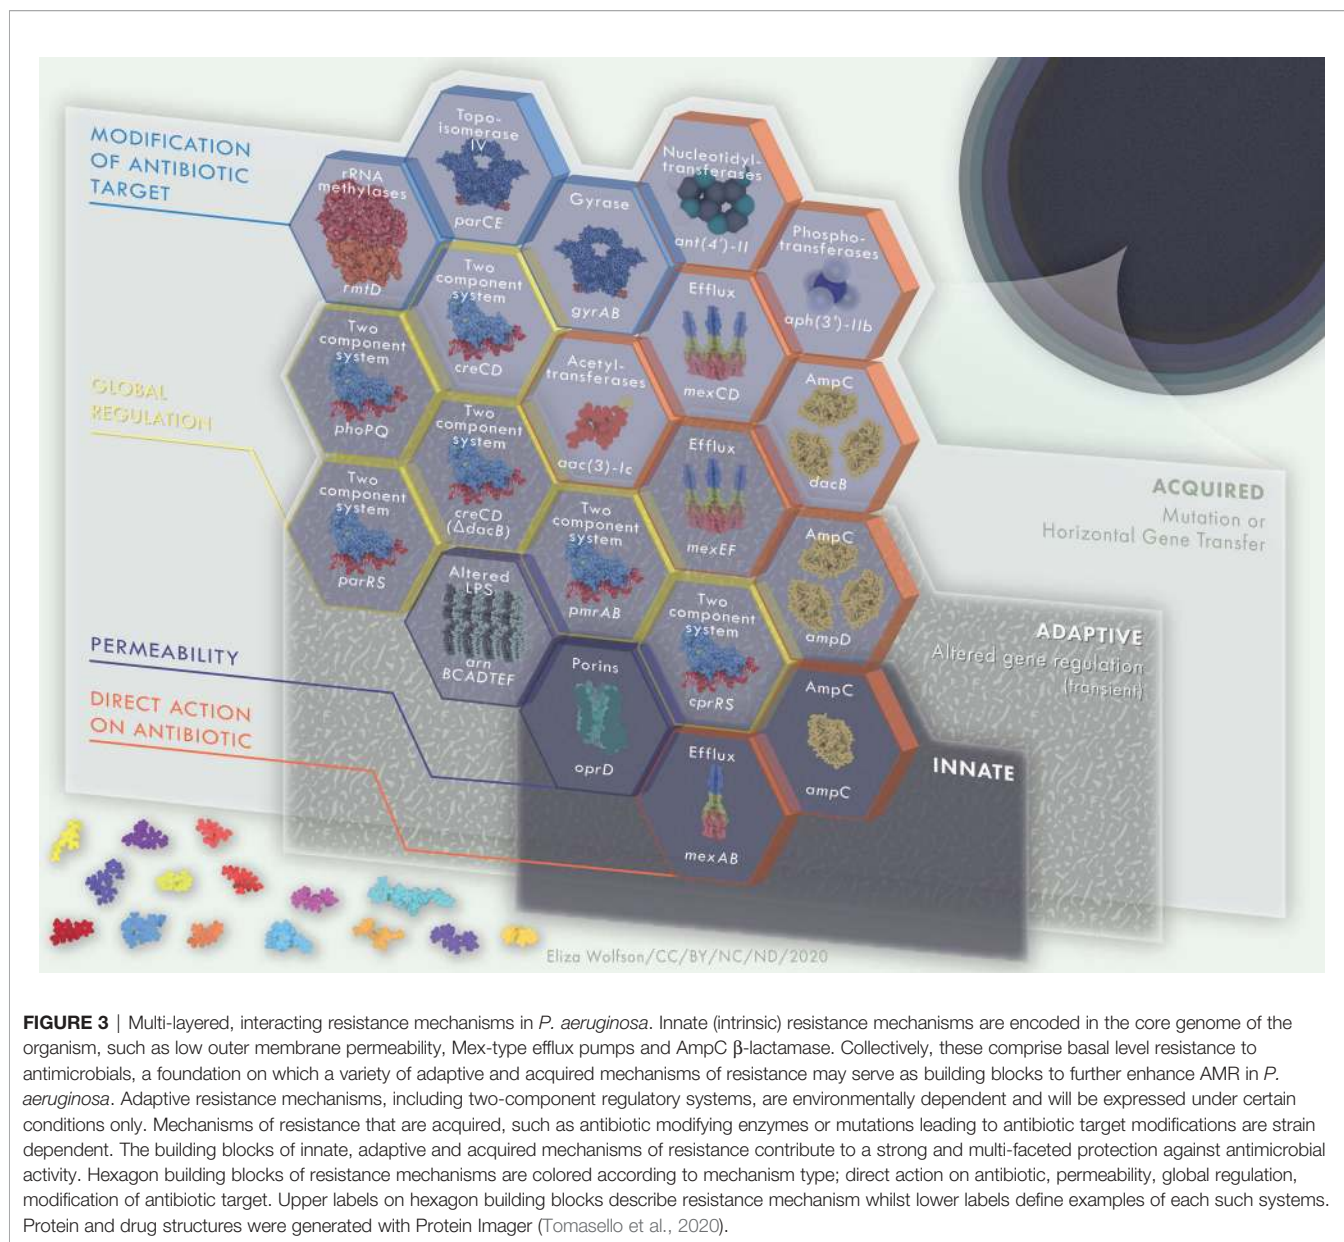 MODIFICATION
OF ANTIBIOTIC
TARGET
GLOBAL
REGULATION
PERMEABILITY
DIRECT ACTION
ON ANTIBIOTIC
Topo-
isomerase
IV
parCE
rRNA
methylases
rmtD
Gyrase
gyrAB
Nucleotidyl-
transferases
ant(4')-II
Phospho-
transferases
aph(3')-IIb
Two
component
system
creCD
Efflux
mexCD
Two
component
system
phoPQ
Acetyl-
transferases
aac(3)-Ic
AmpC
dacB
Two
component
system
creCD
(ΔdacB)
Efflux
mexEF
Two
component
system
parRS
Two
component
system
pmrAB
AmpC
ampD
Altered
LPS
arn
BCADTEF
Two
component
system
cprRS
Porins
oprD
AmpC
ampC
Efflux
mexAB
ACQUIRED
Mutation or
Horizontal Gene Transfer
ADAPTIVE
Altered gene regulation
(transient)
INNATE
Eliza Wolfson/CC/BY/NC/ND/2020
FIGURE 3 | Multi-layered, interacting resistance mechanisms in P. aeruginosa. Innate (intrinsic) resistance mechanisms are encoded in the core genome of the
organism, such as low outer membrane permeability, Mex-type efflux pumps and AmpC β-lactamase. Collectively, these comprise basal level resistance to
antimicrobials, a foundation on which a variety of adaptive and acquired mechanisms of resistance may serve as building blocks to further enhance AMR in P.
aeruginosa. Adaptive resistance mechanisms, including two-component regulatory systems, are environmentally dependent and will be expressed under certain
conditions only. Mechanisms of resistance that are acquired, such as antibiotic modifying enzymes or mutations leading to antibiotic target modifications are strain
dependent. The building blocks of innate, adaptive and acquired mechanisms of resistance contribute to a strong and multi-faceted protection against antimicrobial
activity. Hexagon building blocks of resistance mechanisms are colored according to mechanism type; direct action on antibiotic, permeability, global regulation,
modification of antibiotic target. Upper labels on hexagon building blocks describe resistance mechanism whilst lower labels define examples of each such systems.
Protein and drug structures were generated with Protein Imager (Tomasello et al., 2020).